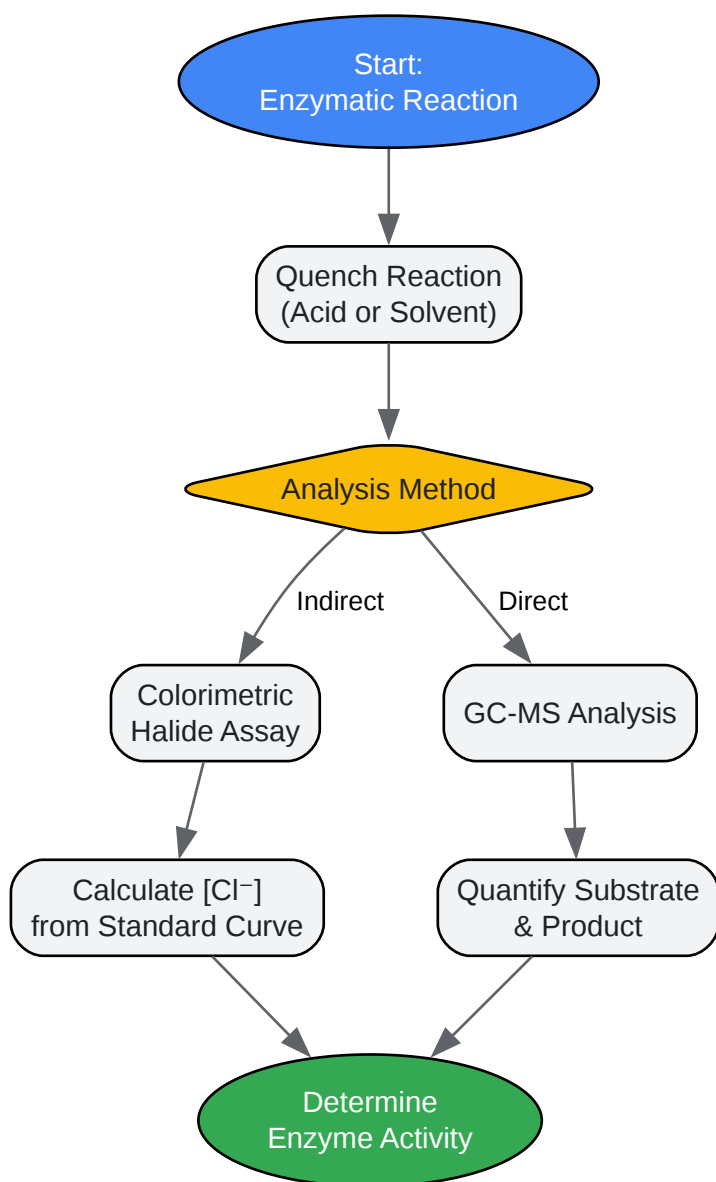 Start:
Enzymatic Reaction
Quench Reaction
(Acid or Solvent)
Analysis Method
Indirect
Direct
Colorimetric
Halide Assay
GC-MS Analysis
Calculate [Cl⁻]
from Standard Curve
Quantify Substrate
& Product
Determine
Enzyme Activity